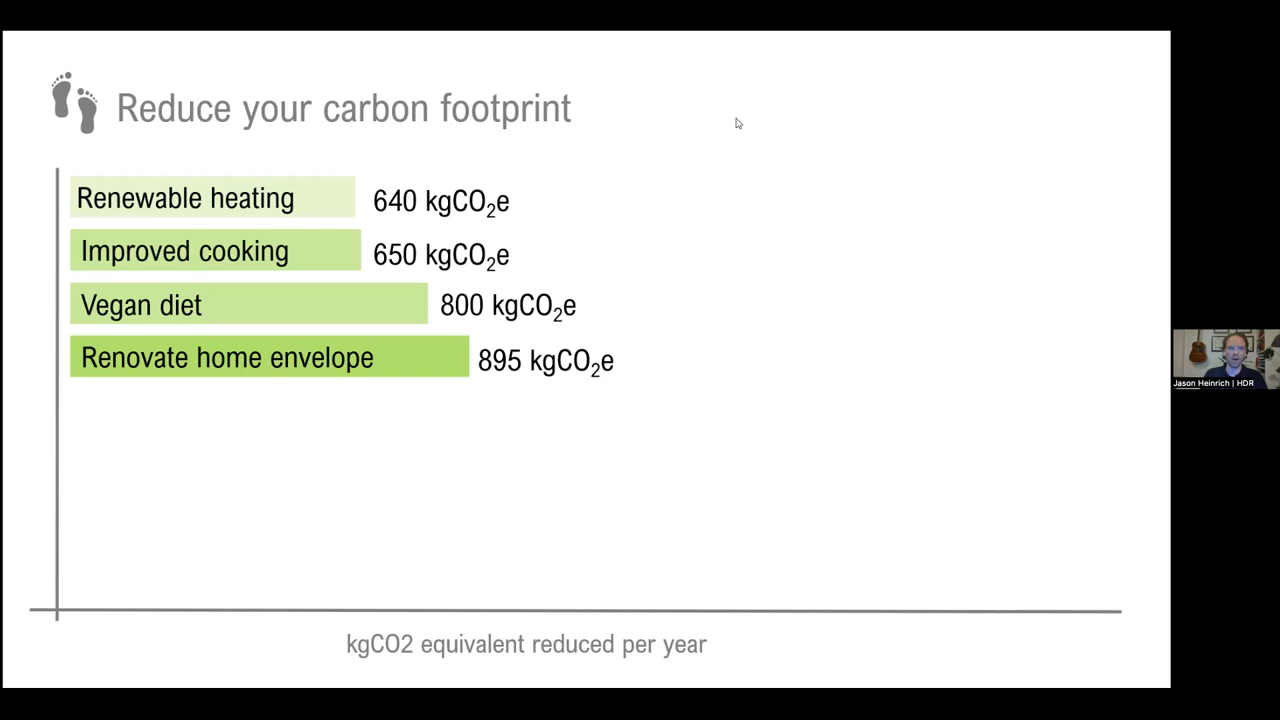 Reduce your carbon footprint
Renewable heating 640 kgCO₂e
Improved cooking 650 kgCO₂e
Vegan diet 800 kgCO₂e
Renovate home envelope 895 kgCO₂e
kgCO2 equivalent reduced per year
Jason Heinrich | HDR